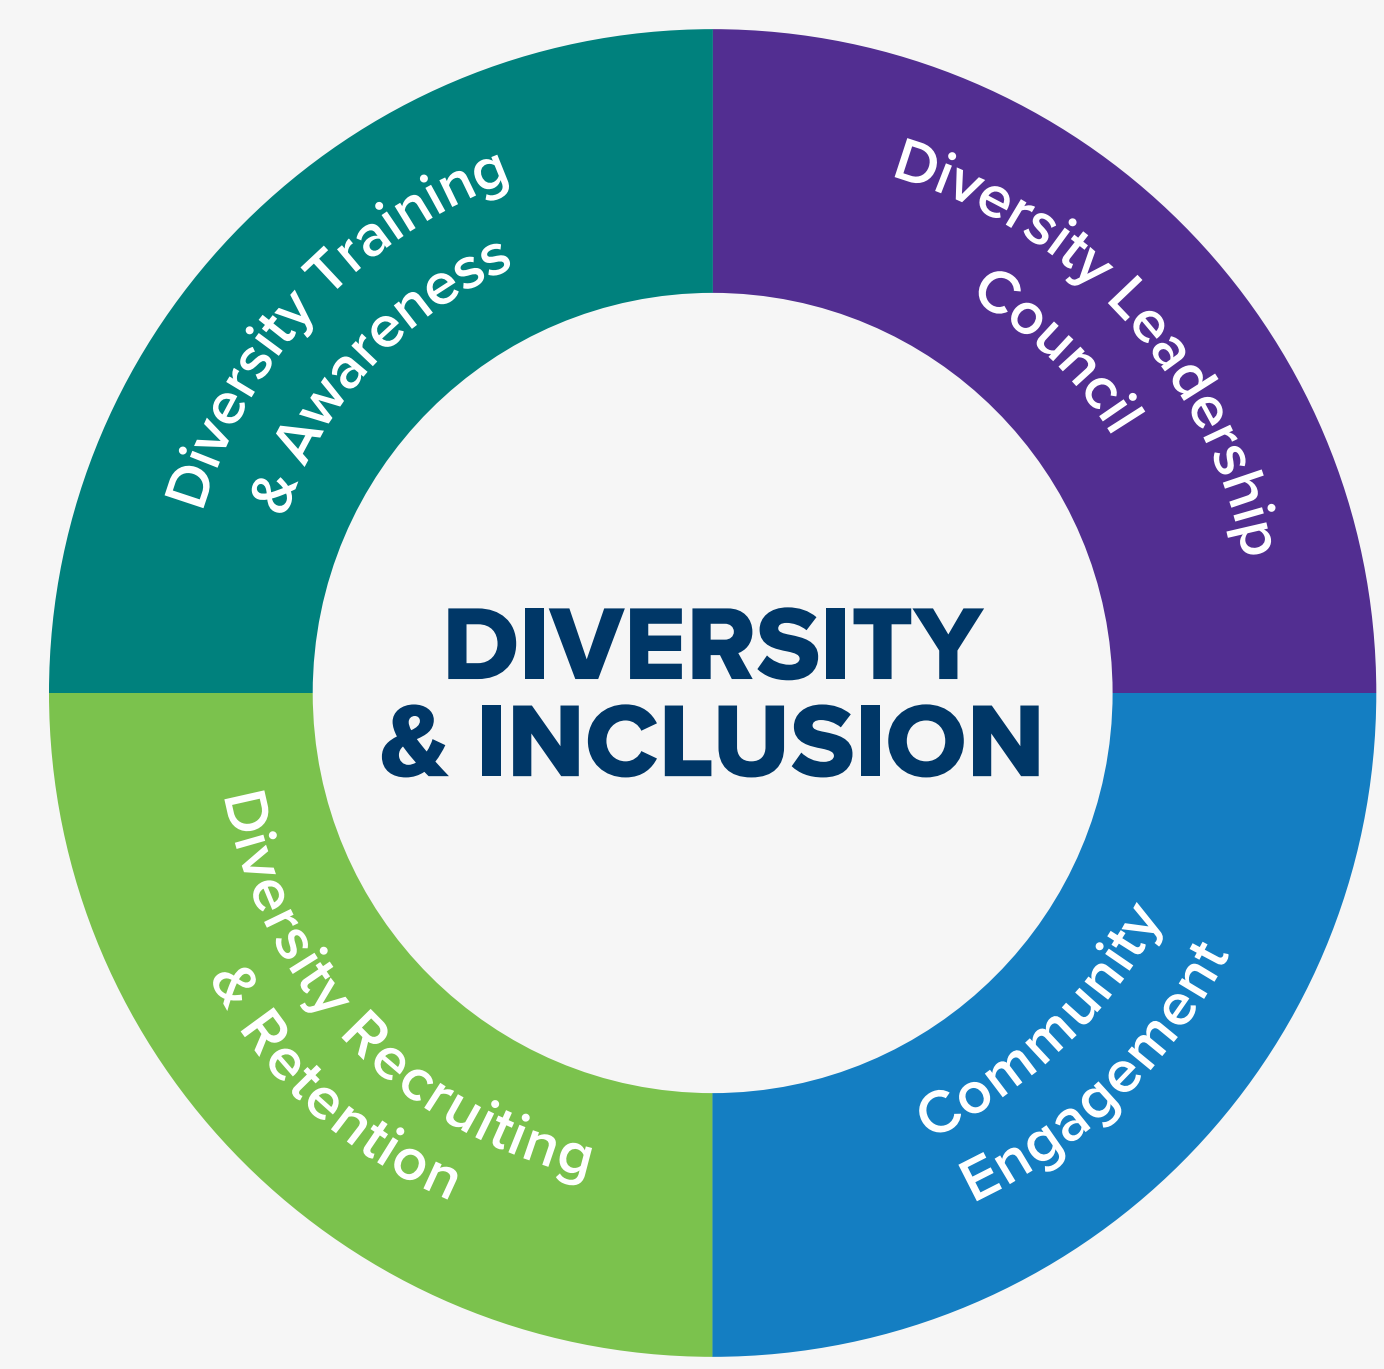 Diversity Training
& Awareness
Diversity Leadership
Council
DIVERSITY
& INCLUSION
Diversity Recruiting
& Retention
Community
Engagement